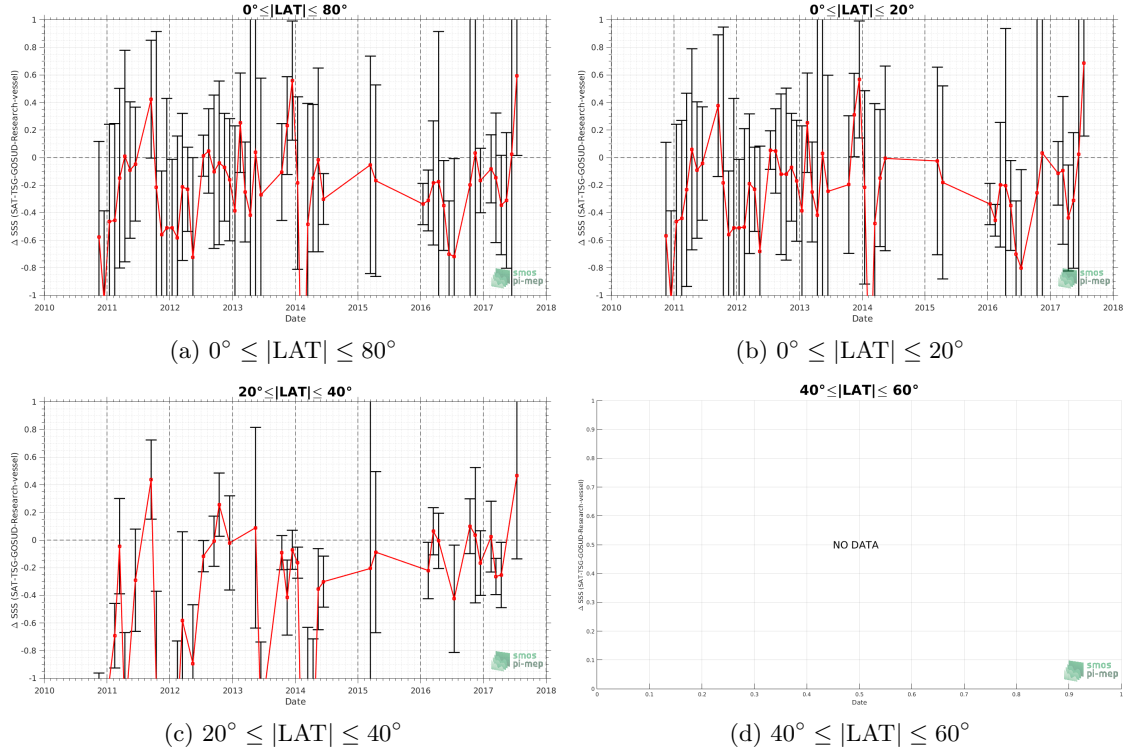 0°≤|LAT|≤ 80°
Δ SSS (SAT-TSG-GOSUD-Research-vessel)
1
0.8
0.6
0.4
0.2
0
-0.2
-0.4
-0.6
-0.8
-1
2010 2011 2012 2013 2014 2015 2016 2017 2018
Date
smos
pi-mep
(a) 0° ≤ |LAT| ≤ 80°
0°≤|LAT|≤ 20°
Δ SSS (SAT-TSG-GOSUD-Research-vessel)
1
0.8
0.6
0.4
0.2
0
-0.2
-0.4
-0.6
-0.8
-1
2010 2011 2012 2013 2014 2015 2016 2017 2018
Date
smos
pi-mep
(b) 0° ≤ |LAT| ≤ 20°
20°≤|LAT|≤ 40°
Δ SSS (SAT-TSG-GOSUD-Research-vessel)
1
0.8
0.6
0.4
0.2
0
-0.2
-0.4
-0.6
-0.8
-1
2010 2011 2012 2013 2014 2015 2016 2017 2018
Date
smos
pi-mep
(c) 20° ≤ |LAT| ≤ 40°
40°≤|LAT|≤ 60°
Δ SSS (SAT-TSG-GOSUD-Research-vessel)
1
0.9
0.8
0.7
0.6
0.5
0.4
0.3
0.2
0.1
0
NO DATA
0 0.1 0.2 0.3 0.4 0.5 0.6 0.7 0.8 0.9 1
Date
smos
pi-mep
(d) 40° ≤ |LAT| ≤ 60°